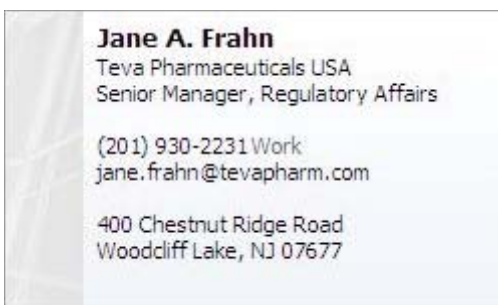 Jane A. Frahn
Teva Pharmaceuticals USA
Senior Manager, Regulatory Affairs
(201) 930-2231 Work
jane.frahn@tevapharm.com
400 Chestnut Ridge Road
Woodcliff Lake, NJ 07677